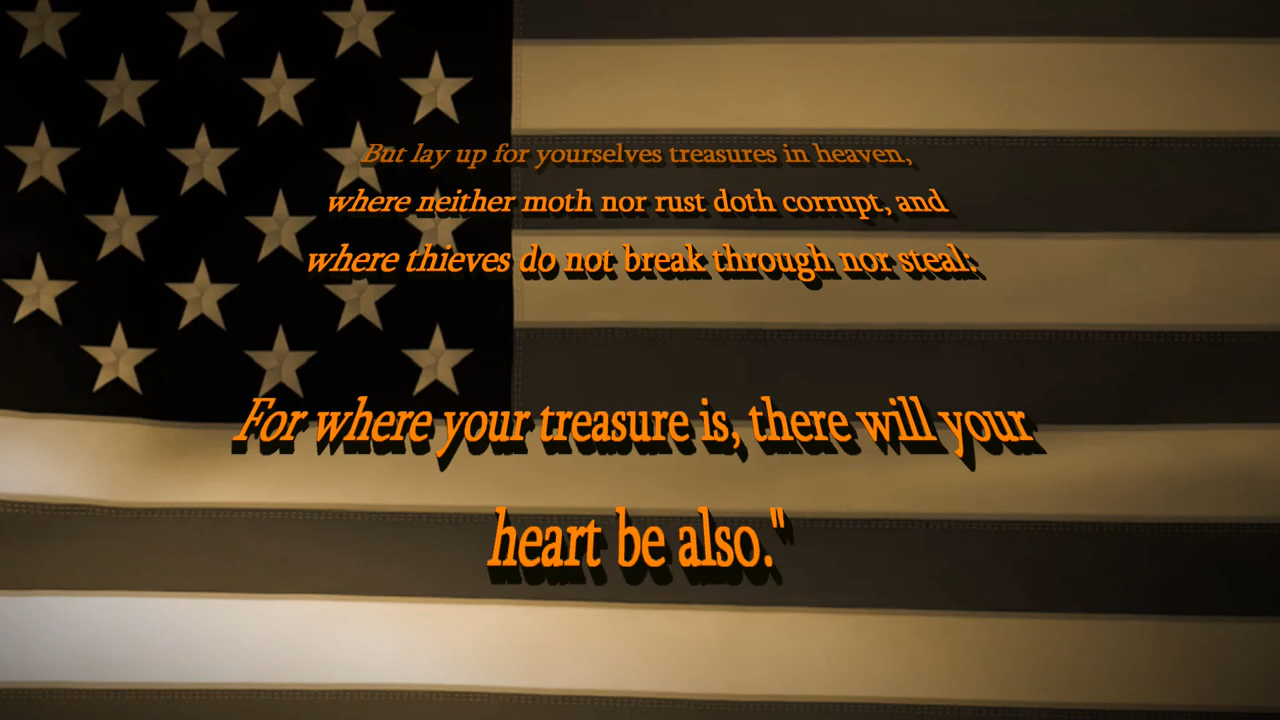 But lay up for yourselves treasures in heaven,
where neither moth nor rust doth corrupt, and
where thieves do not break through nor steal:
For where your treasure is, there will your
heart be also."